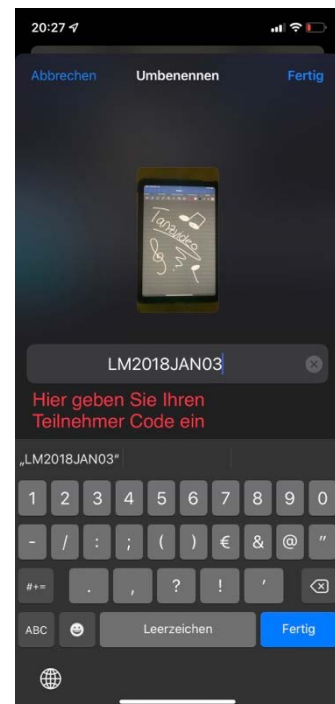 20:27
Abbrechen Umbenennen Fertig
Tanzvideo
LM2018JAN03
Hier geben Sie Ihren
Teilnehmer Code ein
„LM2018JAN03“
1 2 3 4 5 6 7 8 9 0
- / : ; ( ) € & @ "
#+= . , ? ! ' 
ABC Leerzeichen Fertig